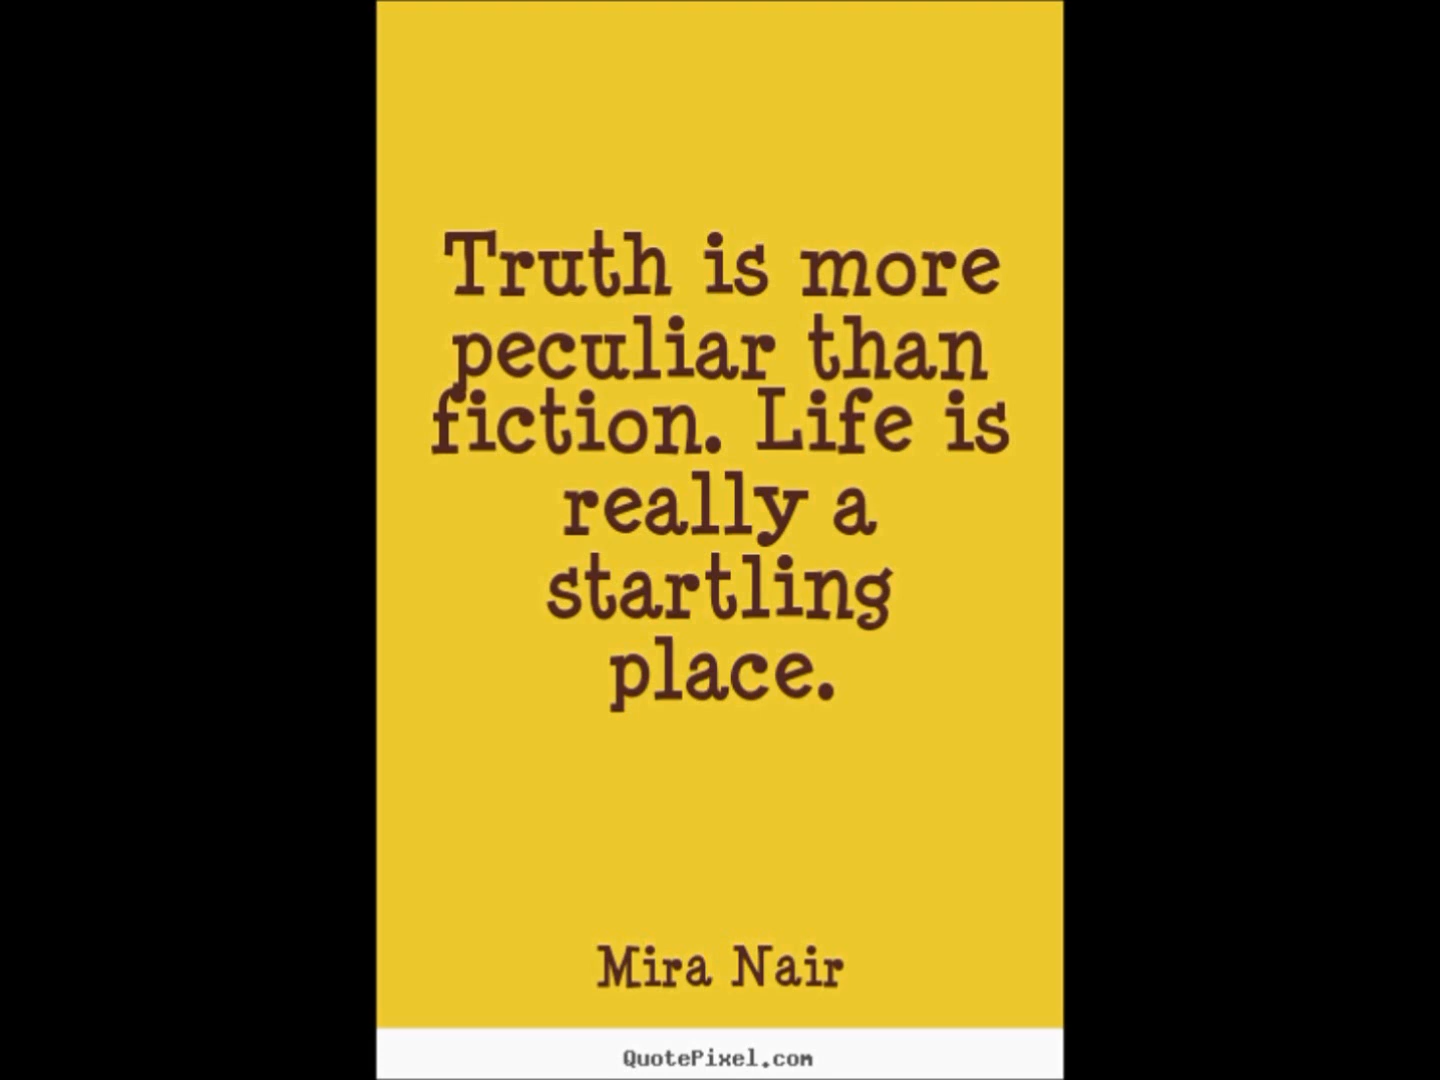 Truth is more
peculiar than
fiction. Life is
really a
startling
place.
Mira Nair
QuotePixel.com